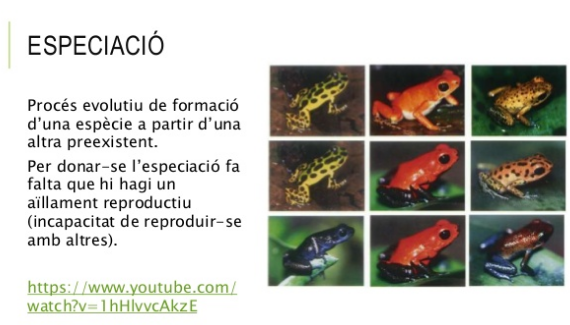 ESPECIACIÓ
Procés evolutiu de formació
d'una espècie a partir d'una
altra preexistent.
Per donar-se l'especiació fa
falta que hi hagi un
aïllament reproductiu
(incapacitat de reproduir-se
amb altres).
https://www.youtube.com/
watch?v=1hHlvvcAkzE